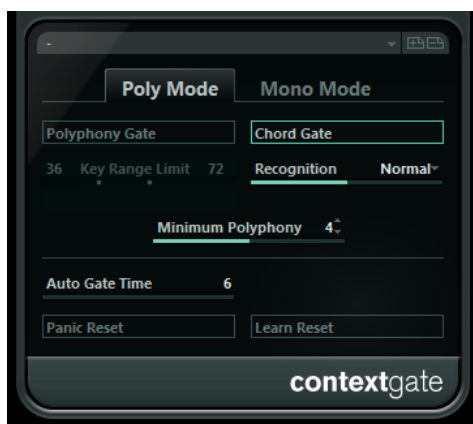 -
Poly Mode Mono Mode
Polyphony Gate Chord Gate
36 Key Range Limit 72 Recognition Normal
Minimum Polyphony 4
Auto Gate Time 6
Panic Reset Learn Reset
contextgate